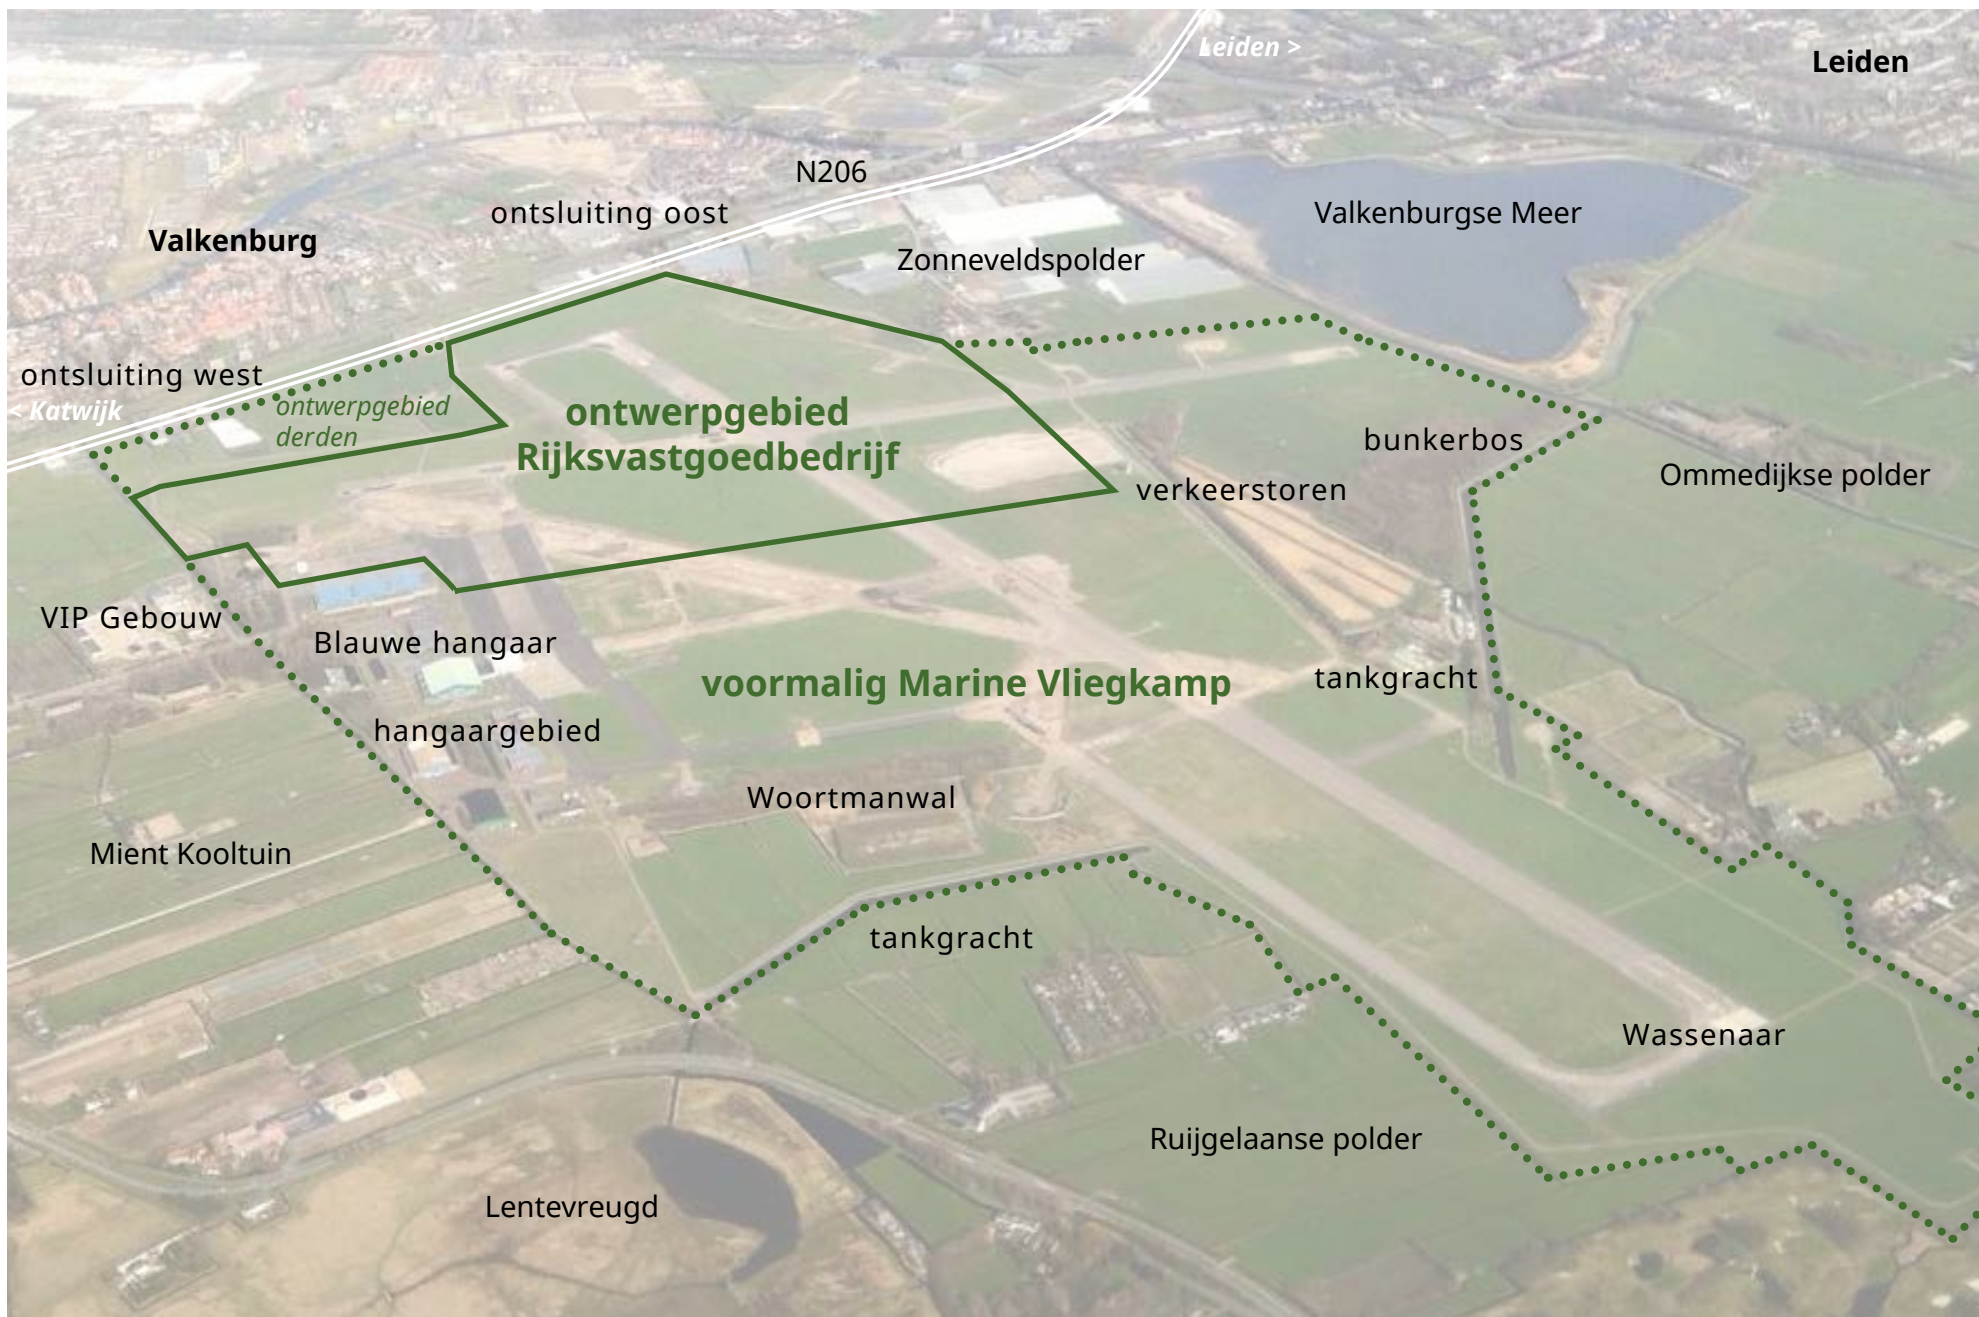 Leiden >
Leiden
N206
ontsluiting oost
Valkenburgse Meer
Valkenburg
Zonneveldspolder
ontsluiting west
< Katwijk
ontwerpgebied
derden
ontwerpgebied
Rijksvastgoedbedrijf
bunkerbos
Ommedijkse polder
verkeerstoren
VIP Gebouw
Blauwe hangaar
voormalig Marine Vliegkamp
tankgracht
hangaargebied
Woortmanwal
Mient Kooltuin
tankgracht
Wassenaar
Ruijgelaanse polder
Lentevreugd